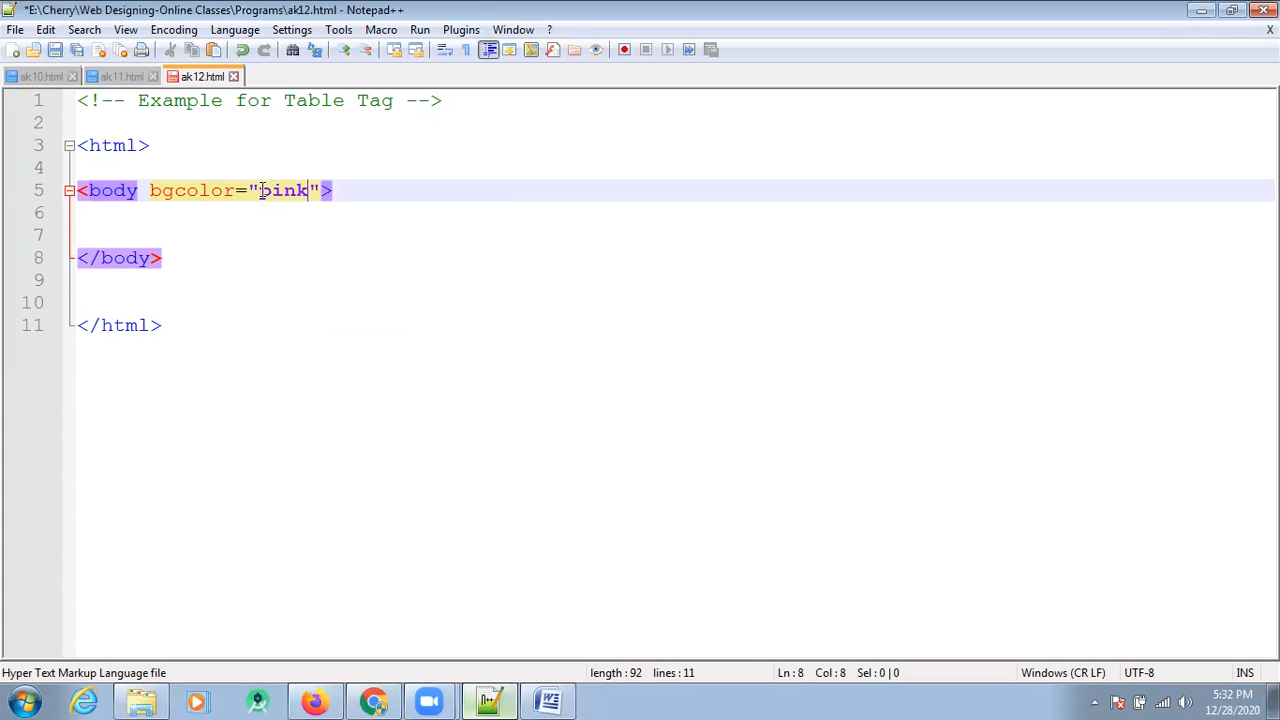 *E:\Cherry\Web Designing-Online Classes\Programs\ak12.html - Notepad++
File Edit Search View Encoding Language Settings Tools Macro Run Plugins Window ? X
ak10.html ak11.html ak12.html
1 <!-- Example for Table Tag -->
2
3 <html>
4
5 <body bgcolor="pink">
6
7
8 </body>
9
10
11 </html>
Hyper Text Markup Language file length : 92 lines : 11 Ln : 8 Col : 8 Sel : 0 | 0 Windows (CR LF) UTF-8 INS
5:32 PM
12/28/2020